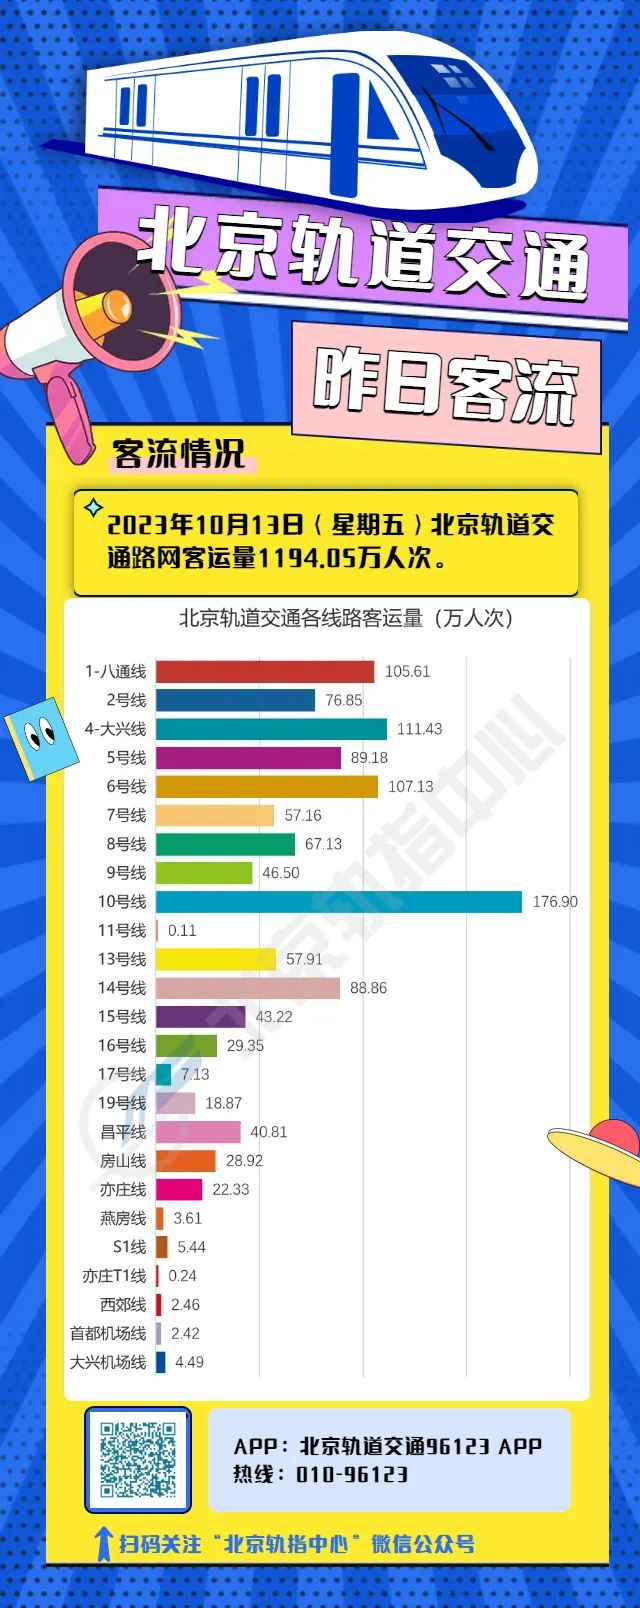 北京轨道交通
昨日客流
客流情况
2023年10月13日（星期五）北京轨道交
通路网客运量1194.05万人次。
北京轨道交通各线路客运量（万人次）
1-八通线 105.61
2号线 76.85
4-大兴线 111.43
5号线 89.18
6号线 107.13
7号线 57.16
8号线 67.13
9号线 46.50
10号线 176.90
11号线 0.11
13号线 57.91
14号线 88.86
15号线 43.22
16号线 29.35
17号线 7.13
19号线 18.87
昌平线 40.81
房山线 28.92
亦庄线 22.33
燕房线 3.61
S1线 5.44
亦庄T1线 0.24
西郊线 2.46
首都机场线 2.42
大兴机场线 4.49
北京轨指中心
APP：北京轨道交通96123 APP
热线：010-96123
扫码关注“北京轨指中心”微信公众号